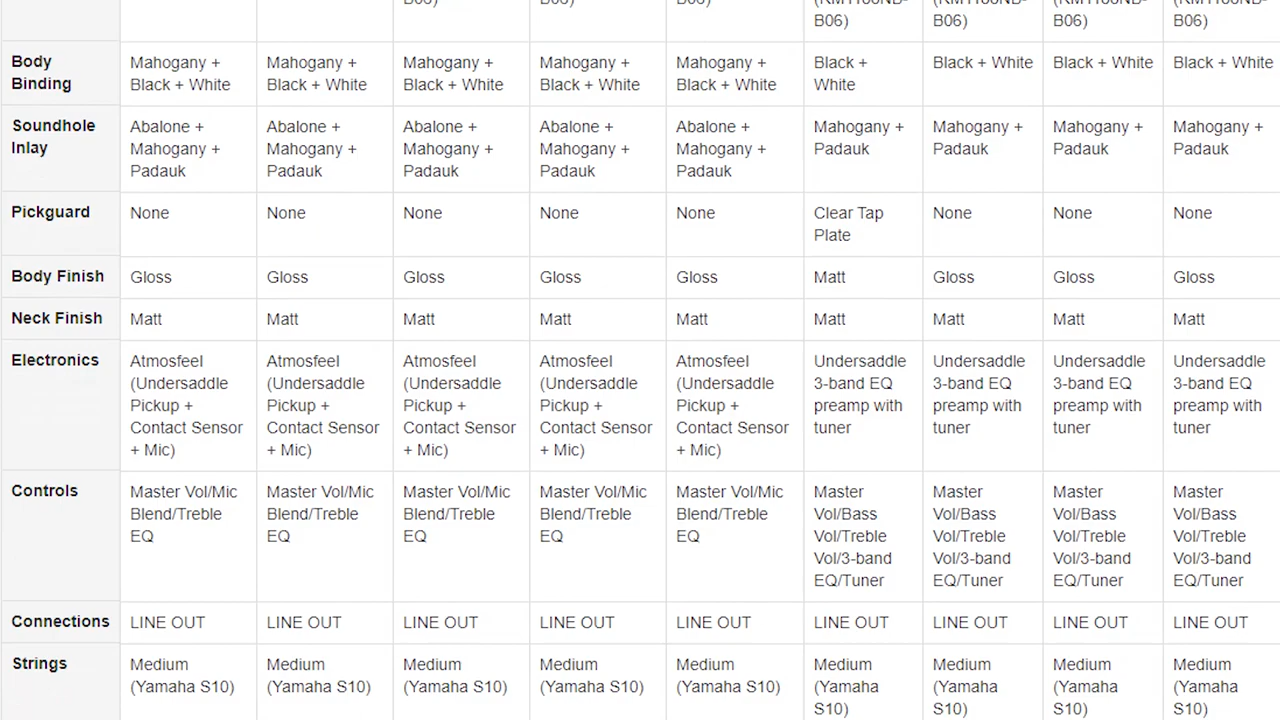 B06)
B06)
B06)
B06)
Body
Binding
Mahogany +
Black + White
Mahogany +
Black + White
Mahogany +
Black + White
Mahogany +
Black + White
Mahogany +
Black + White
Black +
White
Black + White
Black + White
Black + White
Soundhole
Inlay
Abalone +
Mahogany +
Padauk
Abalone +
Mahogany +
Padauk
Abalone +
Mahogany +
Padauk
Abalone +
Mahogany +
Padauk
Abalone +
Mahogany +
Padauk
Mahogany +
Padauk
Mahogany +
Padauk
Mahogany +
Padauk
Mahogany +
Padauk
Pickguard
None
None
None
None
None
Clear Tap
Plate
None
None
None
Body Finish
Gloss
Gloss
Gloss
Gloss
Gloss
Matt
Gloss
Gloss
Gloss
Neck Finish
Matt
Matt
Matt
Matt
Matt
Matt
Matt
Matt
Matt
Electronics
Atmosfeel
(Undersaddle
Pickup +
Contact Sensor
+ Mic)
Atmosfeel
(Undersaddle
Pickup +
Contact Sensor
+ Mic)
Atmosfeel
(Undersaddle
Pickup +
Contact Sensor
+ Mic)
Atmosfeel
(Undersaddle
Pickup +
Contact Sensor
+ Mic)
Atmosfeel
(Undersaddle
Pickup +
Contact Sensor
+ Mic)
Undersaddle
3-band EQ
preamp with
tuner
Undersaddle
3-band EQ
preamp with
tuner
Undersaddle
3-band EQ
preamp with
tuner
Undersaddle
3-band EQ
preamp with
tuner
Controls
Master Vol/Mic
Blend/Treble
EQ
Master Vol/Mic
Blend/Treble
EQ
Master Vol/Mic
Blend/Treble
EQ
Master Vol/Mic
Blend/Treble
EQ
Master Vol/Mic
Blend/Treble
EQ
Master
Vol/Bass
Vol/Treble
Vol/3-band
EQ/Tuner
Master
Vol/Bass
Vol/Treble
Vol/3-band
EQ/Tuner
Master
Vol/Bass
Vol/Treble
Vol/3-band
EQ/Tuner
Master
Vol/Bass
Vol/Treble
Vol/3-band
EQ/Tuner
Connections
LINE OUT
LINE OUT
LINE OUT
LINE OUT
LINE OUT
LINE OUT
LINE OUT
LINE OUT
LINE OUT
Strings
Medium
(Yamaha S10)
Medium
(Yamaha S10)
Medium
(Yamaha S10)
Medium
(Yamaha S10)
Medium
(Yamaha S10)
Medium
(Yamaha
S10)
Medium
(Yamaha
S10)
Medium
(Yamaha
S10)
Medium
(Yamaha
S10)